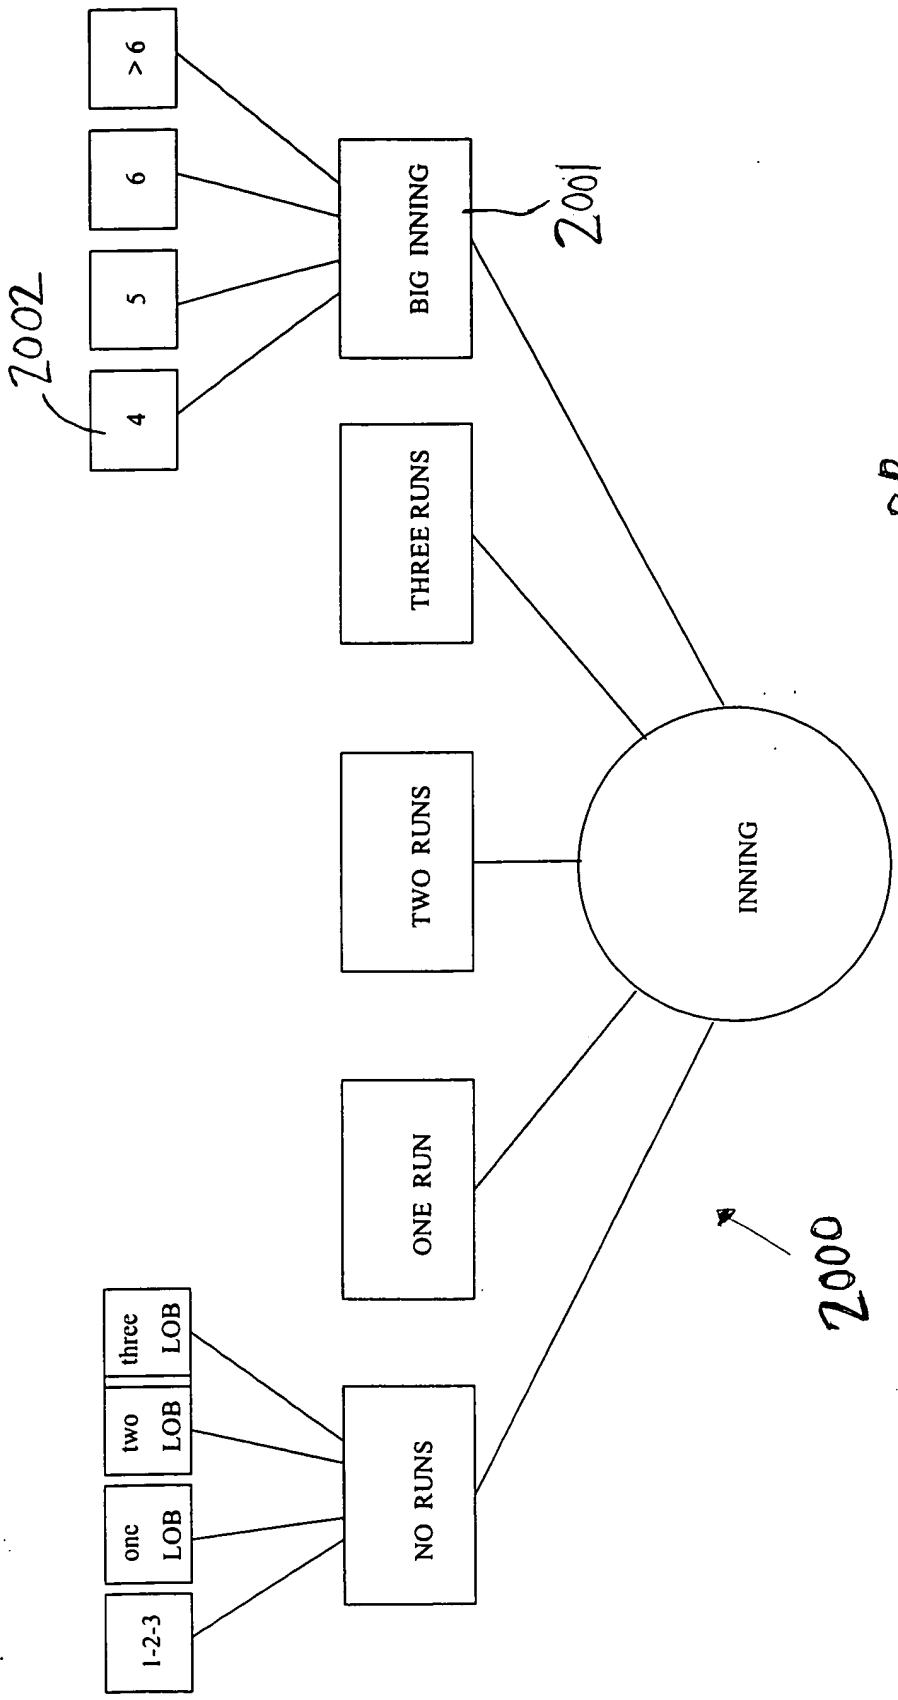 2002
1-2-3
one
LOB
two
LOB
three
LOB
4
5
6
> 6
NO RUNS
ONE RUN
TWO RUNS
THREE RUNS
BIG INNING
2001
INNING
2000